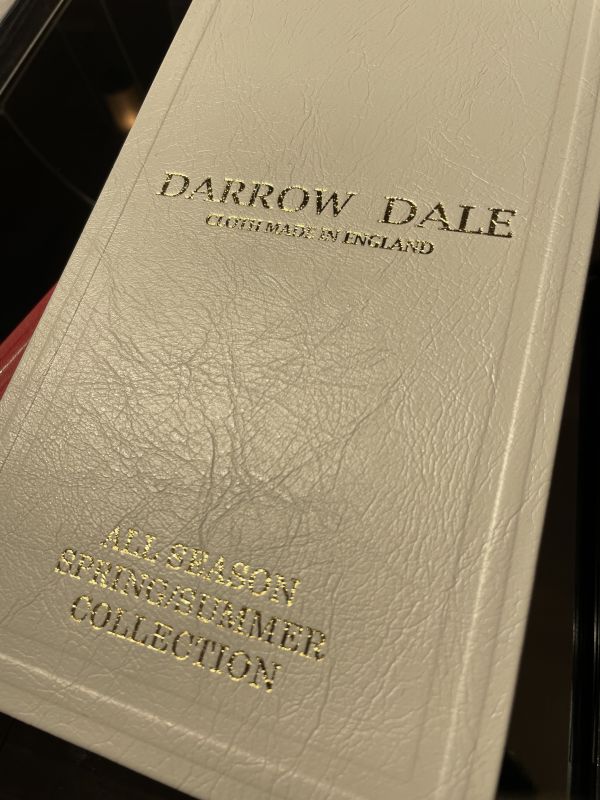 DARROW DALE
CLOTH MADE IN ENGLAND
ALL SEASON
SPRING/SUMMER
COLLECTION